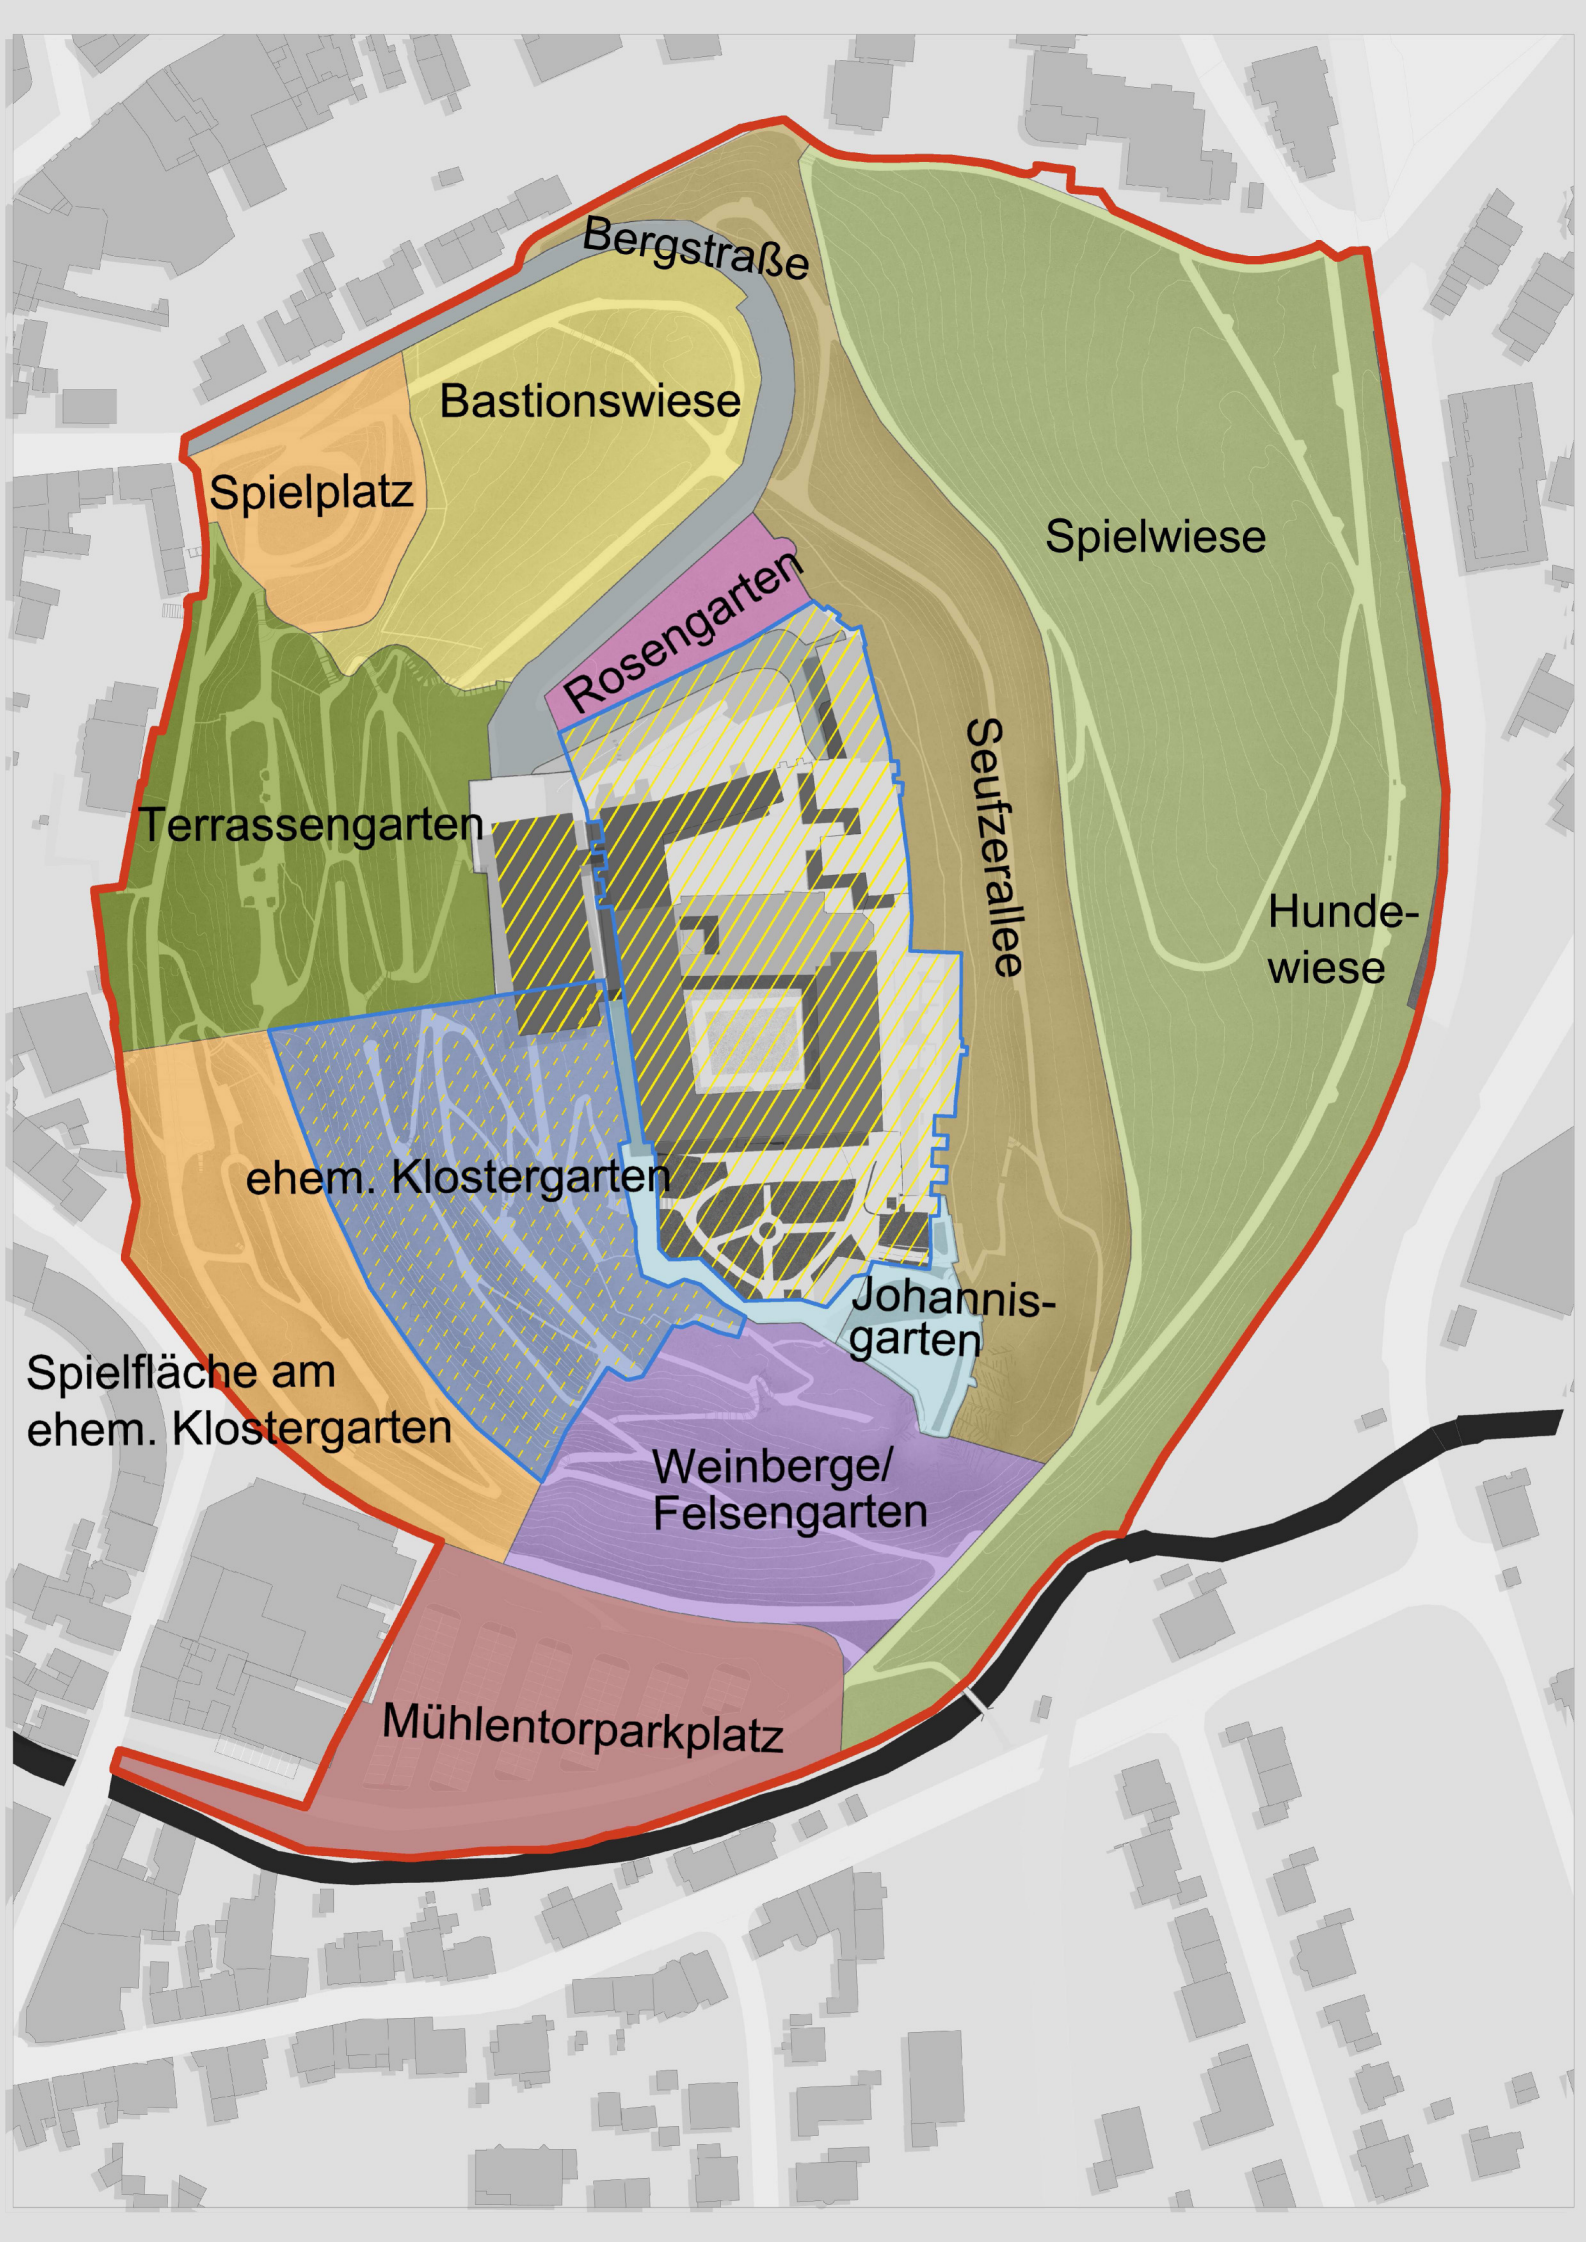 Bergstraße
Bastionswiese
Spielplatz
Spielwiese
Rosengarten
Terrassengarten
Seufzerallee
Hunde-
wiese
ehem. Klostergarten
Johannis-
garten
Spielfläche am
ehem. Klostergarten
Weinberge/
Felsengarten
Mühlentorparkplatz